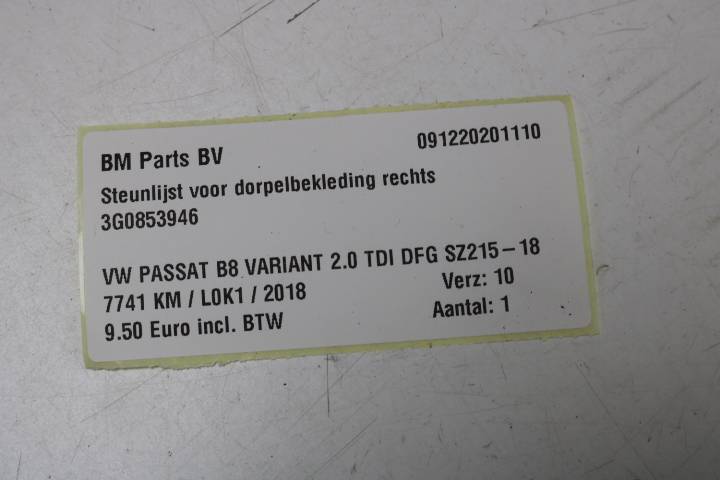 BM Parts BV 091220201110
Steunlijst voor dorpelbekleding rechts
3G0853946
VW PASSAT B8 VARIANT 2.0 TDI DFG SZ215-18
7741 KM / L0K1 / 2018 Verz: 10
9.50 Euro incl. BTW Aantal: 1